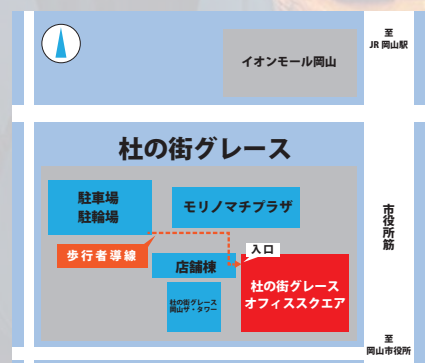 至
JR 岡山駅
イオンモール岡山
杜の街グレース
駐車場
駐輪場
モリノマチプラザ
市役所筋
歩行者導線
入口
店舗棟
杜の街グレース
岡山ザ・タワー
杜の街グレース
オフィススクエア
至
岡山市役所